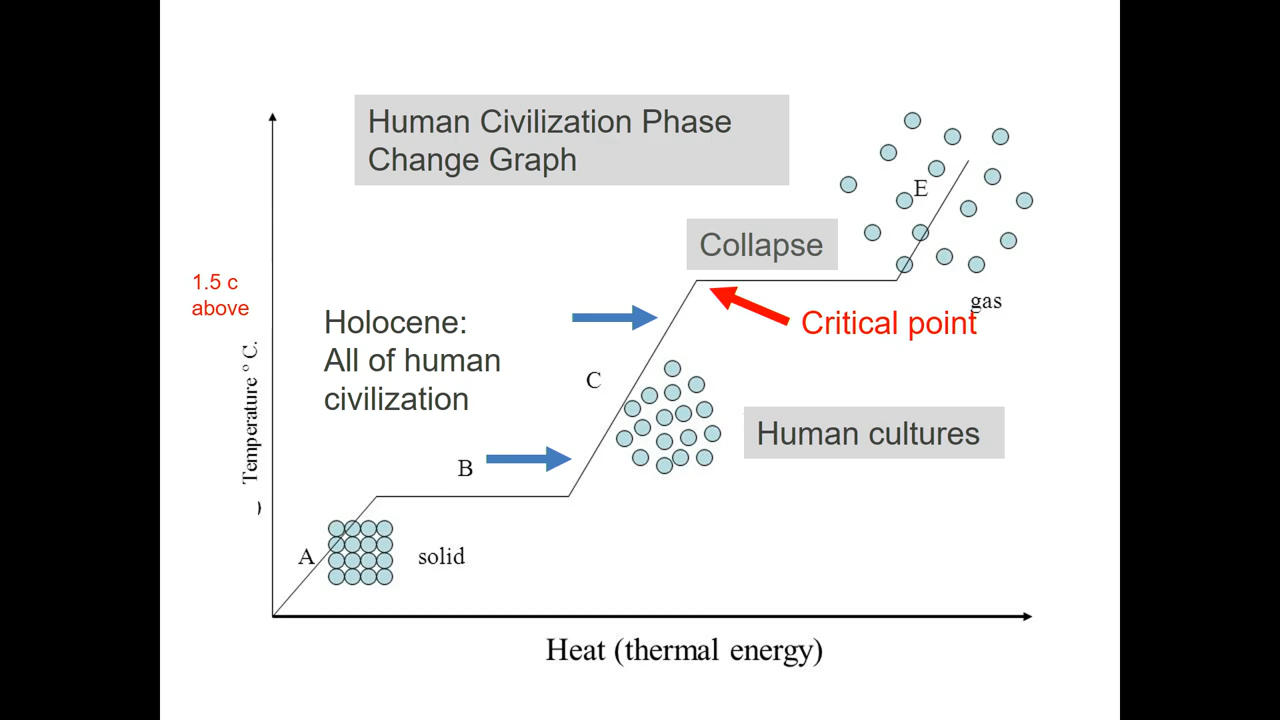 Human Civilization Phase
Change Graph
E
Collapse
1.5 c
above
gas
Critical point
Holocene:
All of human
civilization
Temperature º C.
C
Human cultures
B
)
A
solid
Heat (thermal energy)